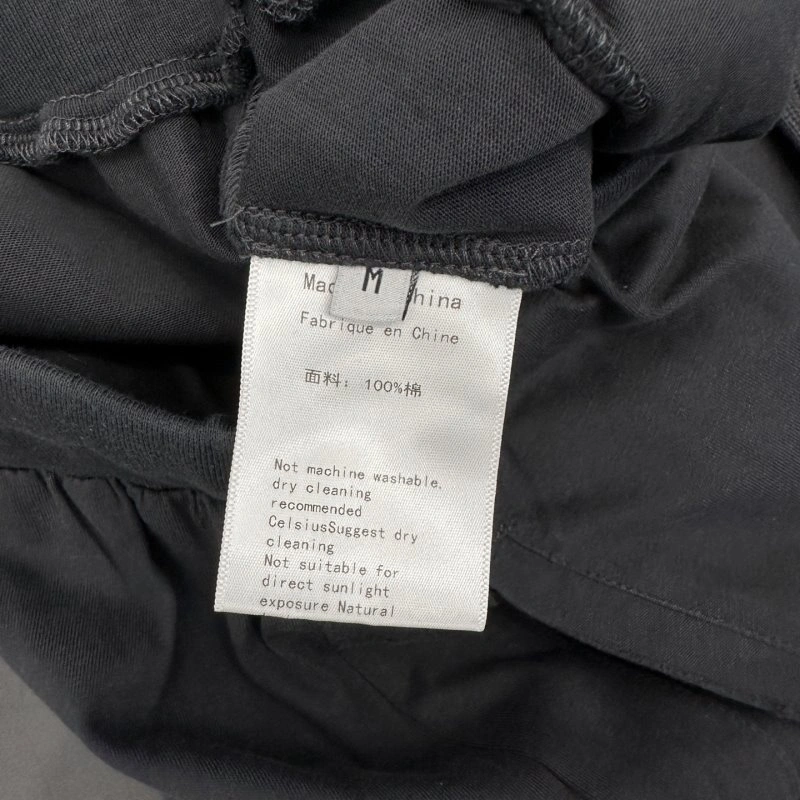 M
Mad hina
Fabrique en Chine
面料: 100%棉
Not machine washable.
dry cleaning
recommended
CelsiusSuggest dry
cleaning
Not suitable for
direct sunlight
exposure Natural